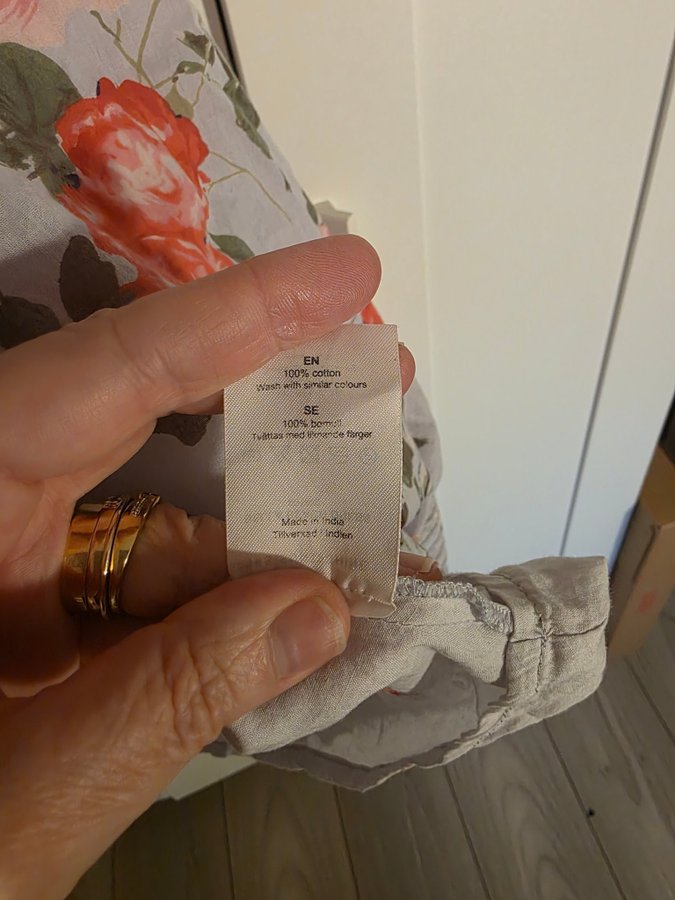 EN
100% cotton
Wash with similar colours
SE
100% bomull
Tvättas med liknande färger
Made in India
Tillverkad i Indien